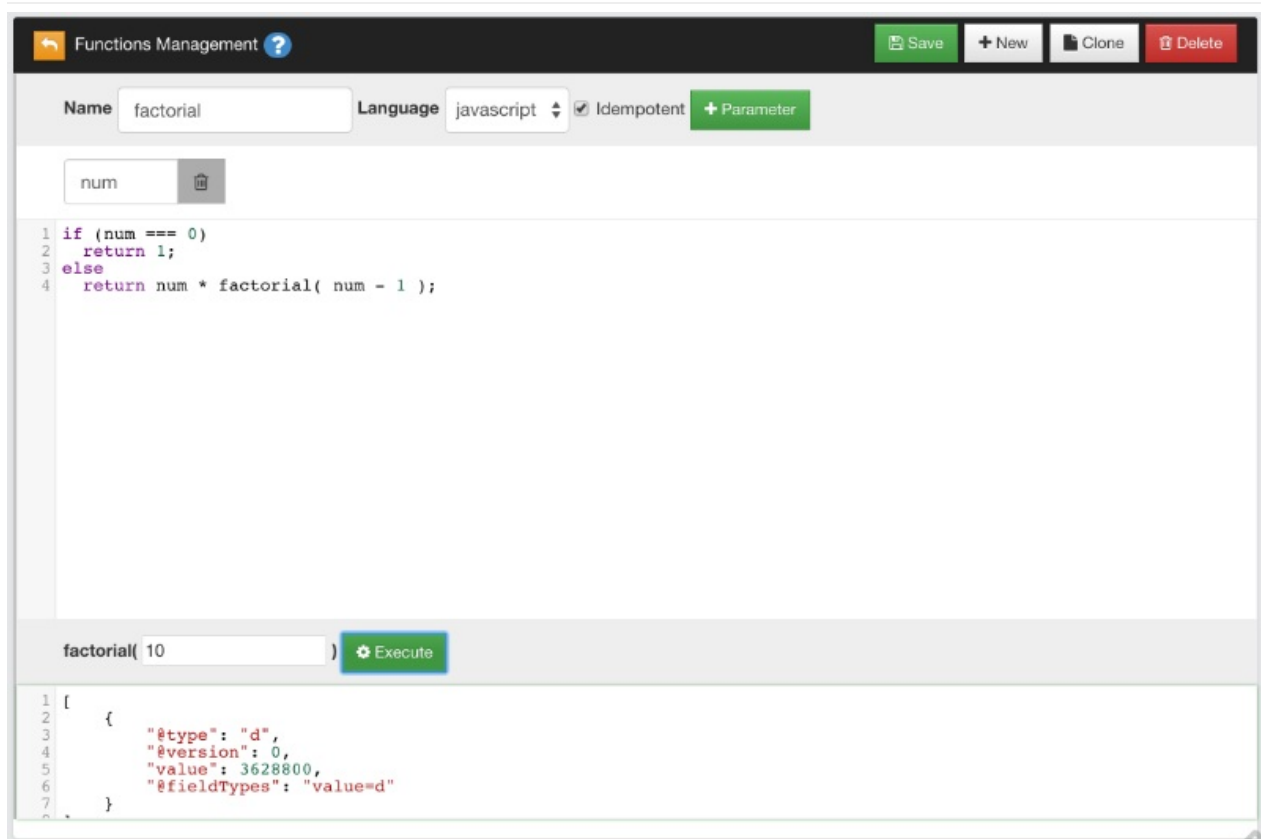 Functions Management ?
Save + New Clone Delete
Name factorial Language javascript Idempotent + Parameter
num
1 if (num === 0)
2   return 1;
3 else
4   return num * factorial( num - 1 );
factorial( 10 ) Execute
1 [
2     {
3         "@type": "d",
4         "@version": 0,
5         "value": 3628800,
6         "@fieldTypes": "value=d"
7     }